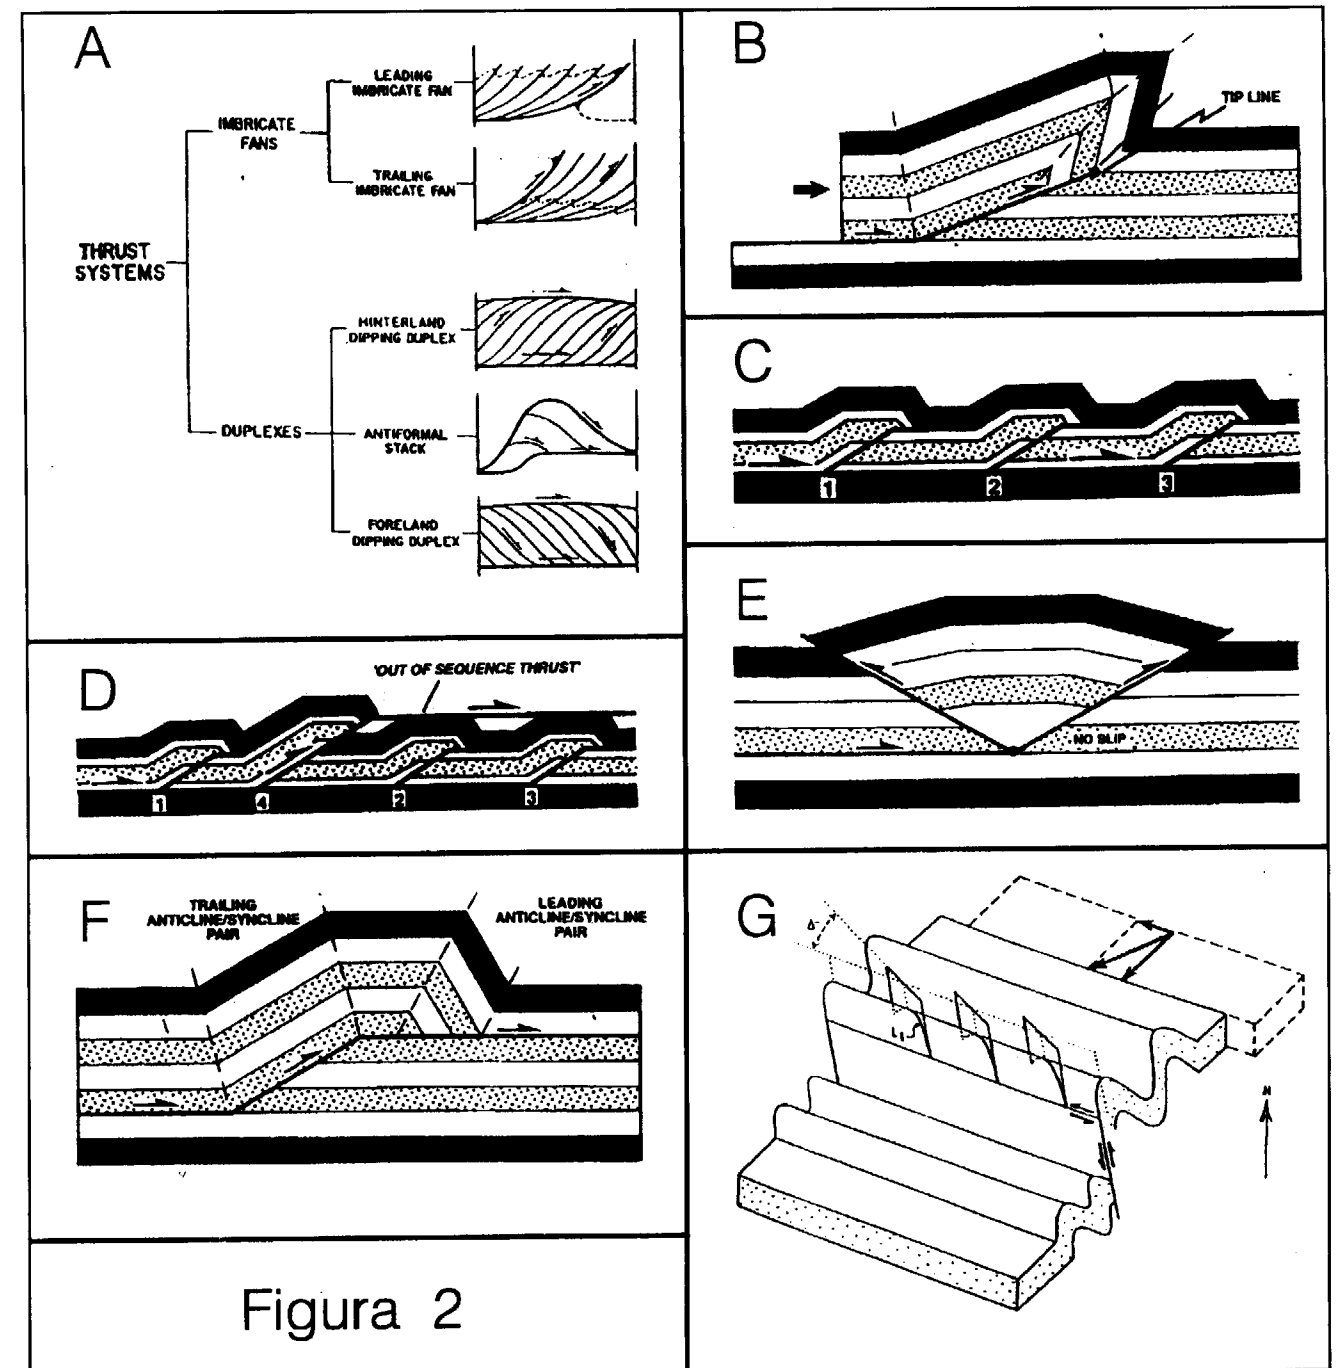 A
THRUST
SYSTEMS
IMBRICATE
FANS
LEADING
IMBRICATE FAN
TRAILING
IMBRICATE FAN
DUPLEXES
HINTERLAND
DIPPING DUPLEX
ANTIFORMAL
STACK
FORELAND
DIPPING DUPLEX
B
TIP LINE
C
1
2
3
D
'OUT OF SEQUENCE THRUST'
1
4
2
3
E
NO SLIP
F
TRAILING
ANTICLINE/SYNCLINE
PAIR
LEADING
ANTICLINE/SYNCLINE
PAIR
G
N
Figura 2